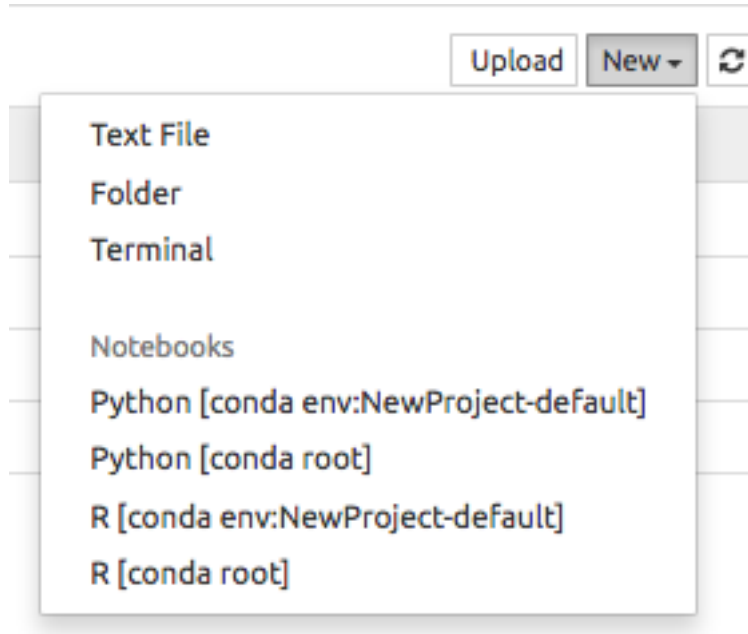 Upload New
Text File
Folder
Terminal
Notebooks
Python [conda env:NewProject-default]
Python [conda root]
R [conda env:NewProject-default]
R [conda root]